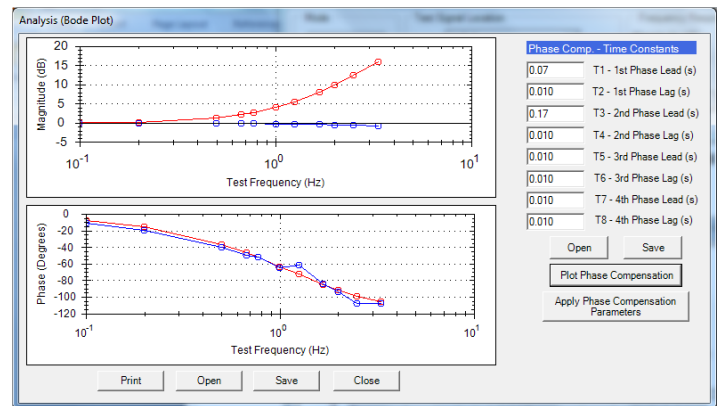 Analysis (Bode Plot)
20
15
10
5
0
-5
Magnitude (dB)
10-1
100
101
Test Frequency (Hz)
0
-20
-40
-60
-80
-100
-120
Phase (Degrees)
10-1
100
101
Test Frequency (Hz)
Print
Open
Save
Close
Phase Comp. - Time Constants
0.07 T1 - 1st Phase Lead (s)
0.010 T2 - 1st Phase Lag (s)
0.17 T3 - 2nd Phase Lead (s)
0.010 T4 - 2nd Phase Lag (s)
0.010 T5 - 3rd Phase Lead (s)
0.010 T6 - 3rd Phase Lag (s)
0.010 T7 - 4th Phase Lead (s)
0.010 T8 - 4th Phase Lag (s)
Open
Save
Plot Phase Compensation
Apply Phase Compensation
Parameters